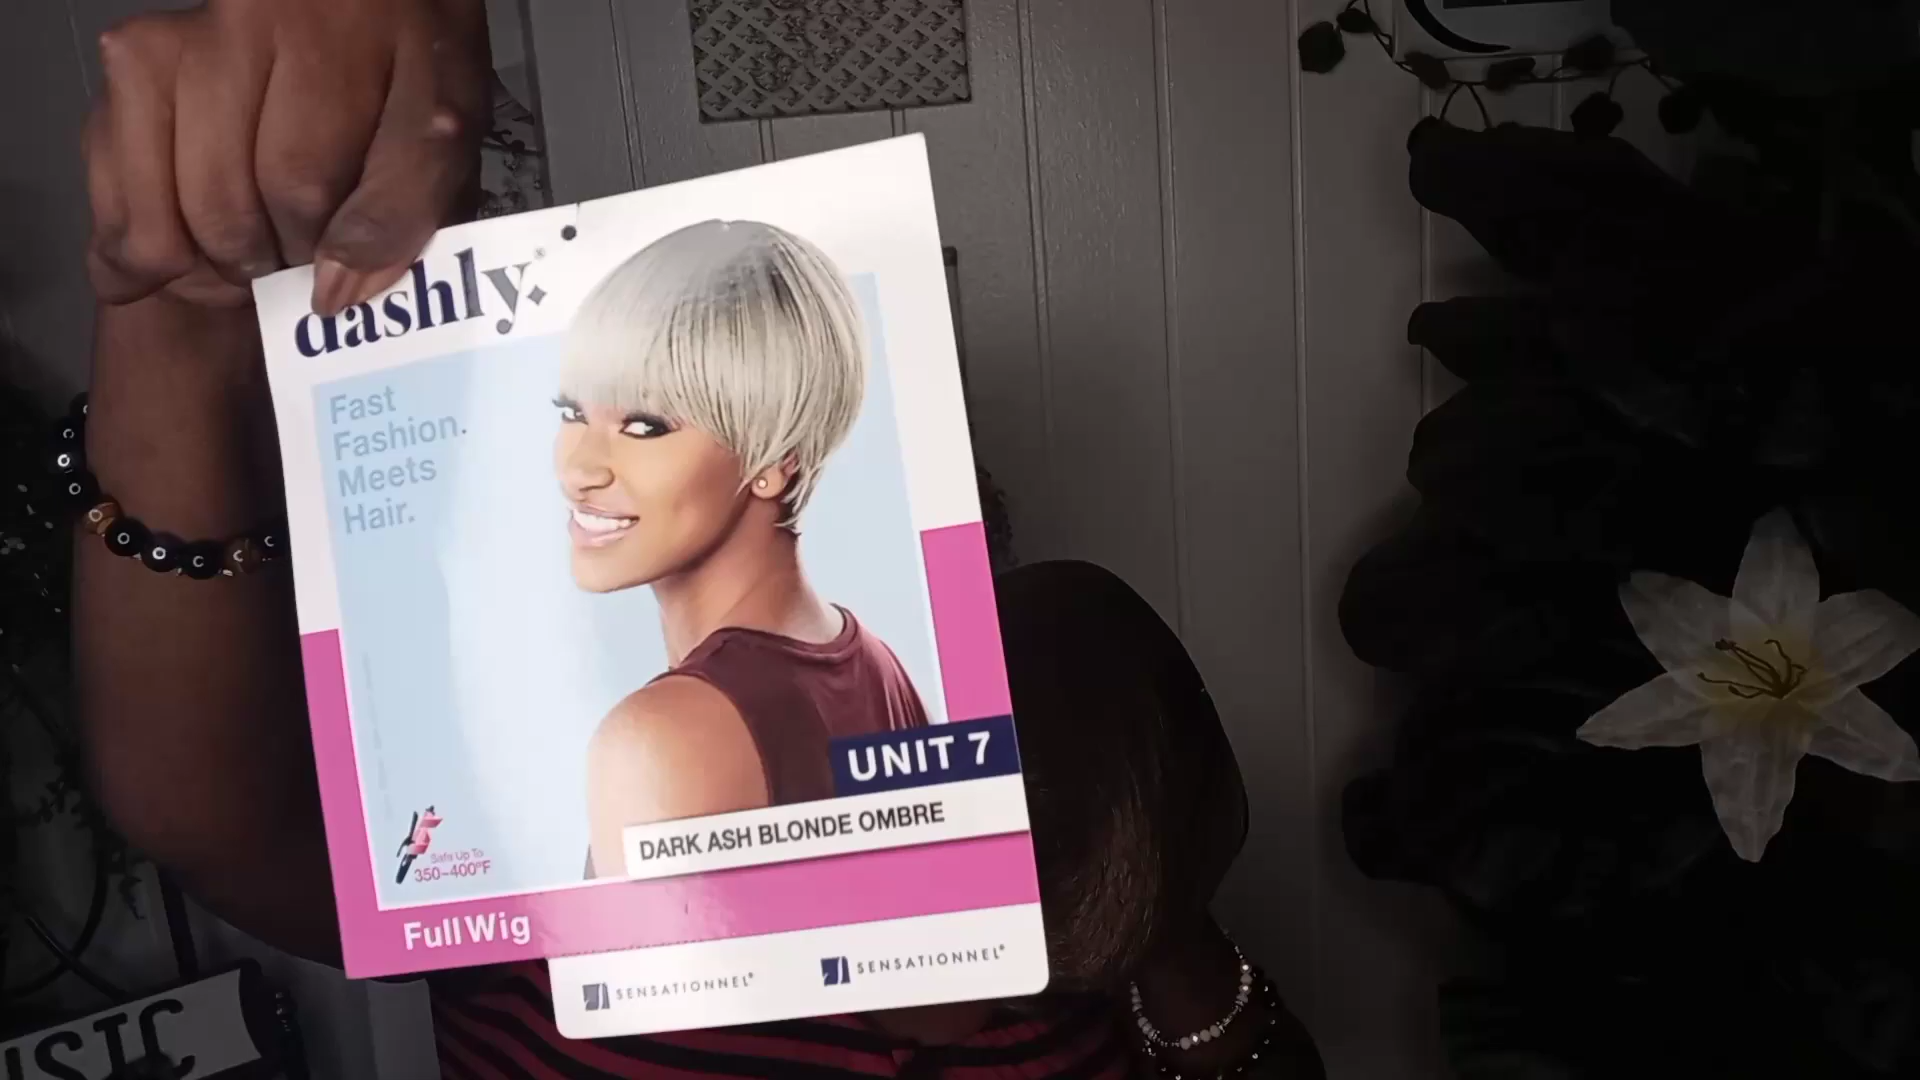 dashly.®
Fast
Fashion.
Meets
Hair.
UNIT 7
DARK ASH BLONDE OMBRE
Safe Up To
350-400°F
Full Wig
SENSATIONNEL® SENSATIONNEL®